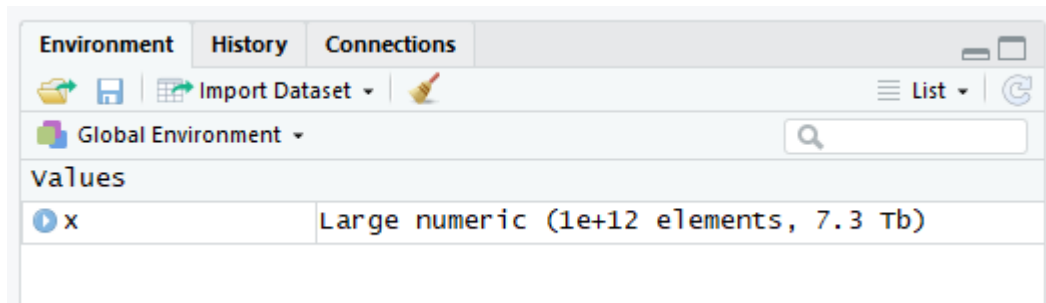 Environment History Connections
Import Dataset List
Global Environment
Values
x Large numeric (1e+12 elements, 7.3 Tb)